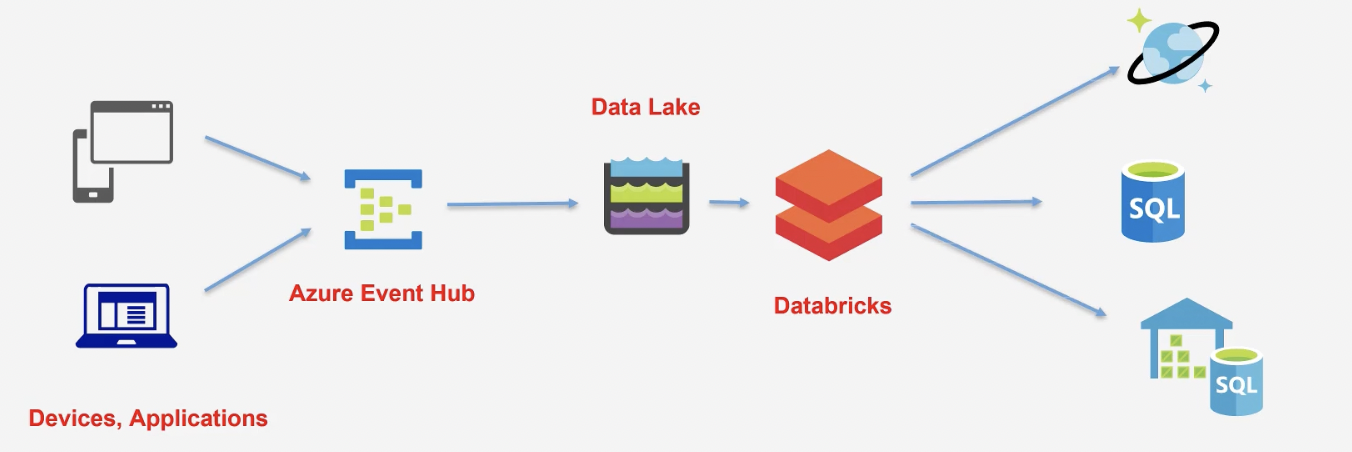 Data Lake
SQL
Azure Event Hub
Databricks
SQL
Devices, Applications